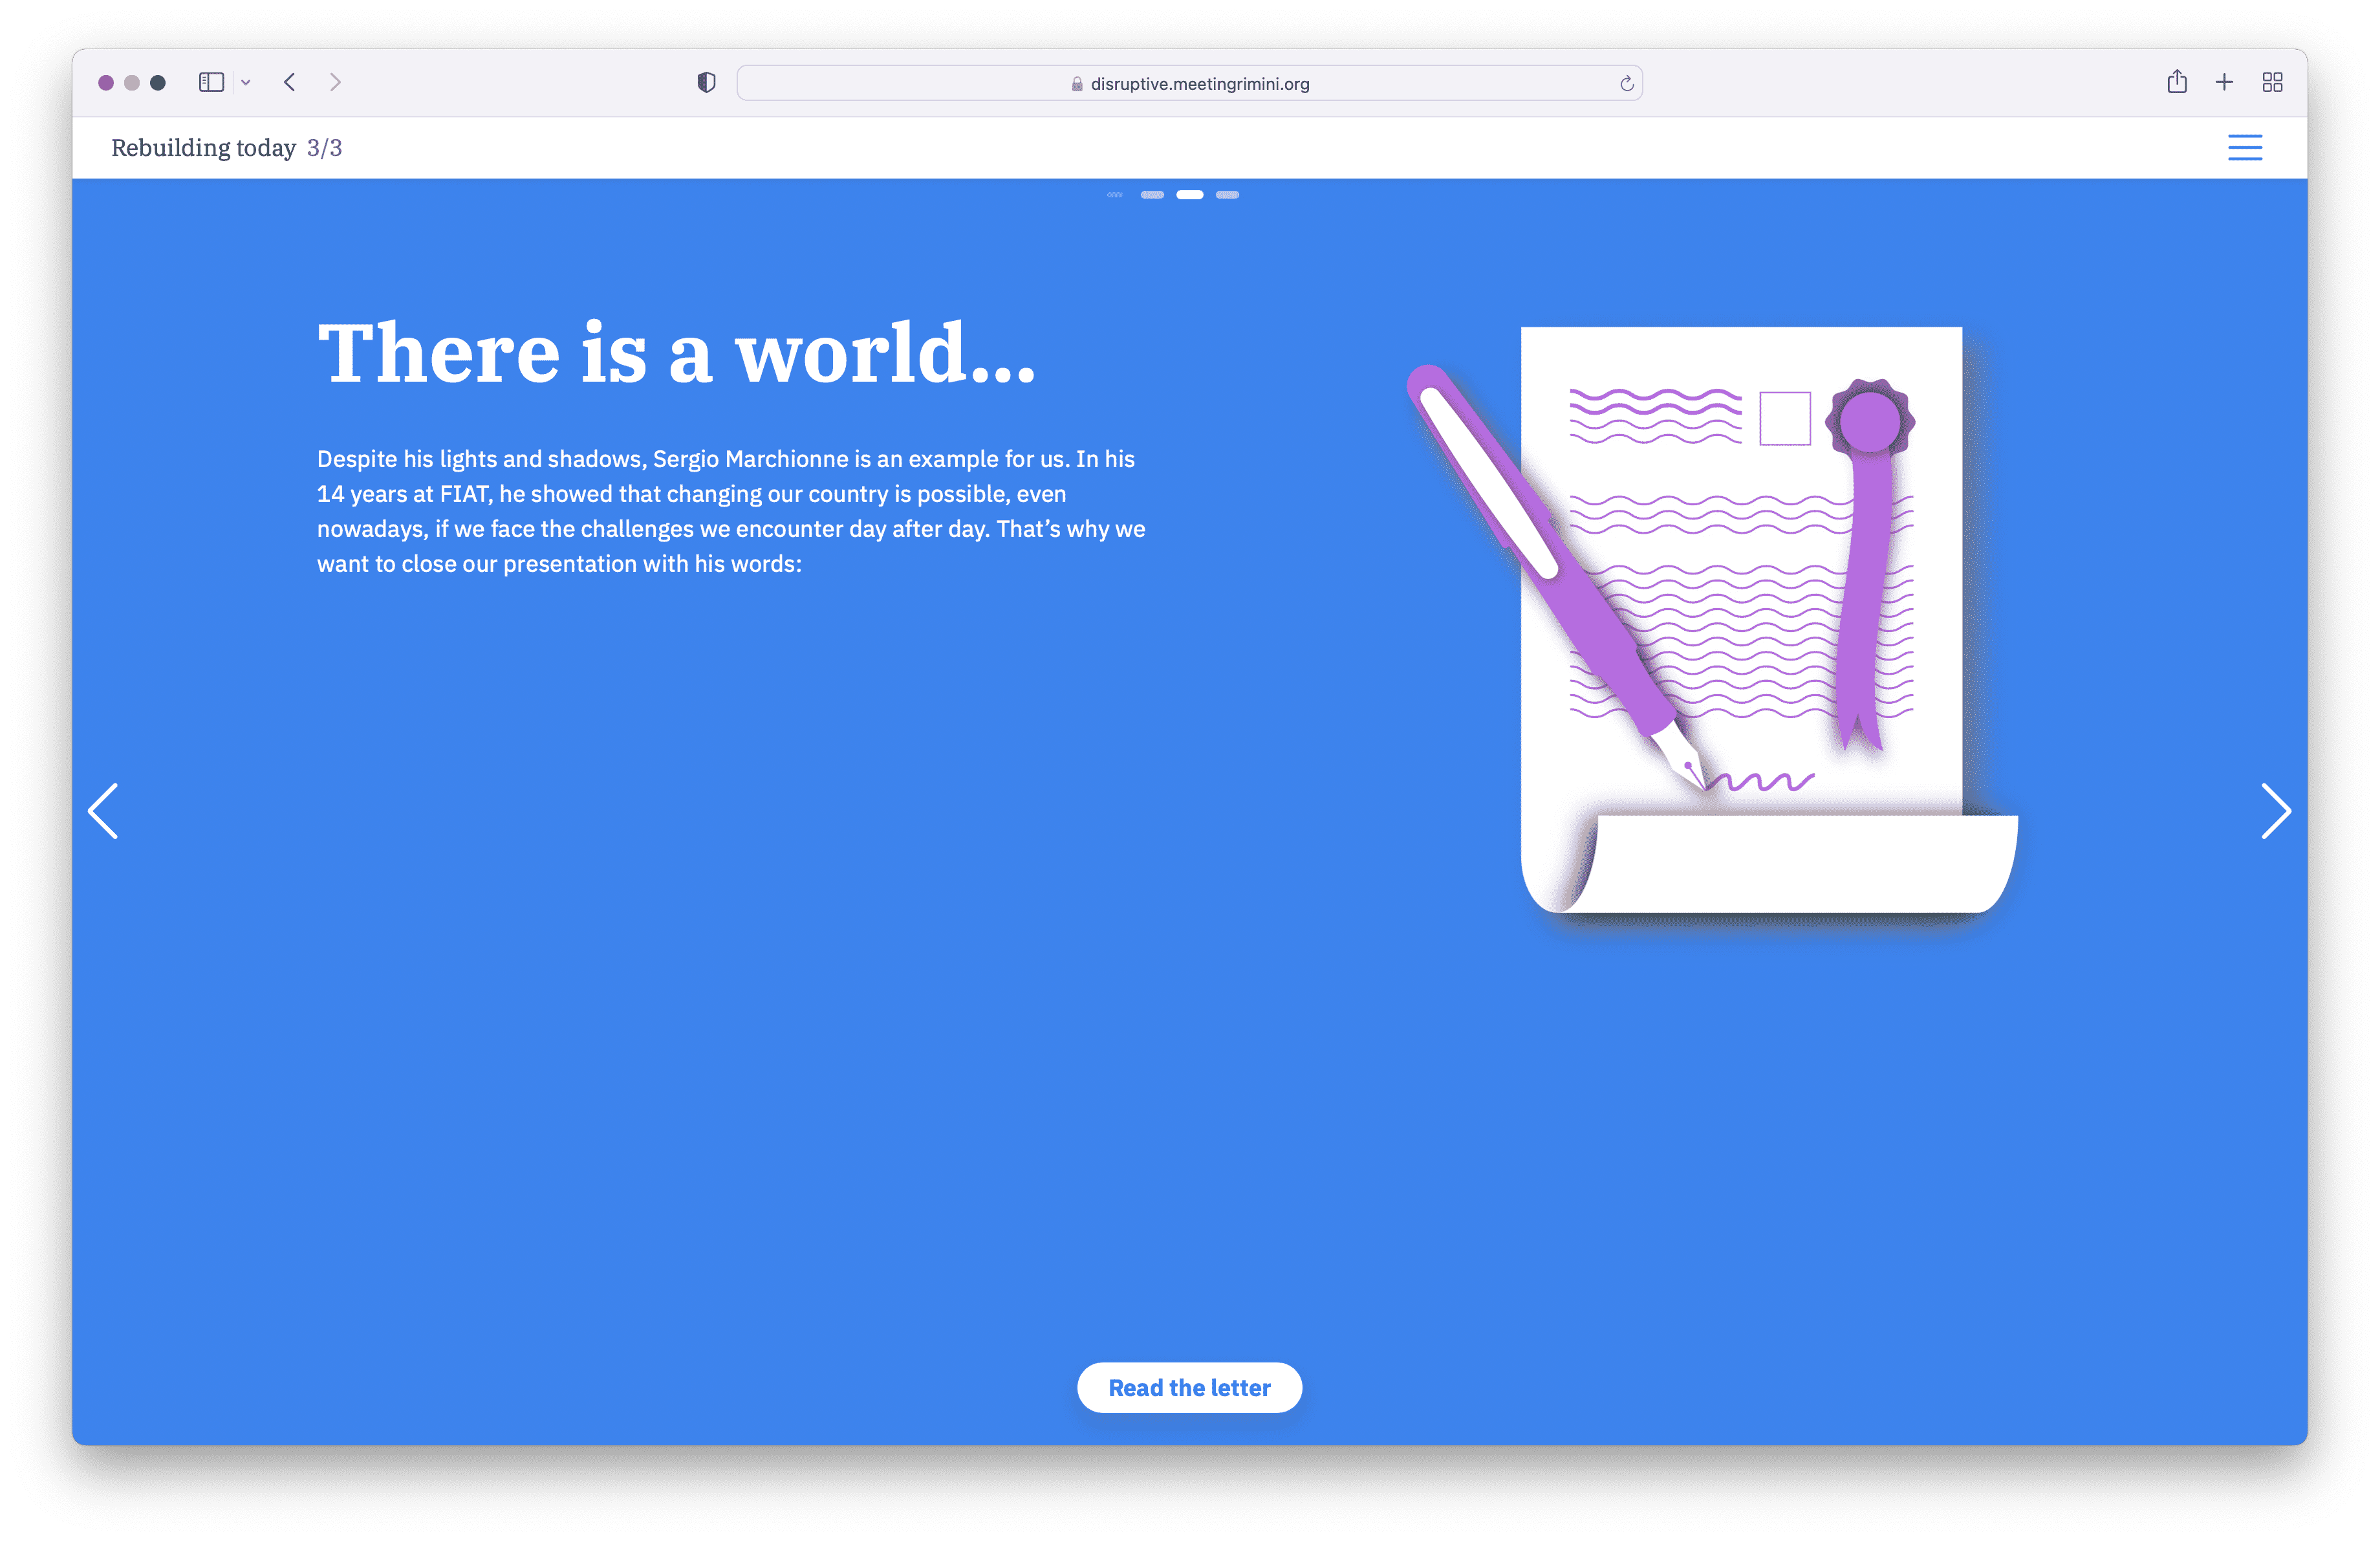 disruptive.meetingrimini.org
Rebuilding today 3/3
There is a world...
Despite his lights and shadows, Sergio Marchionne is an example for us. In his
14 years at FIAT, he showed that changing our country is possible, even
nowadays, if we face the challenges we encounter day after day. That’s why we
want to close our presentation with his words:
Read the letter